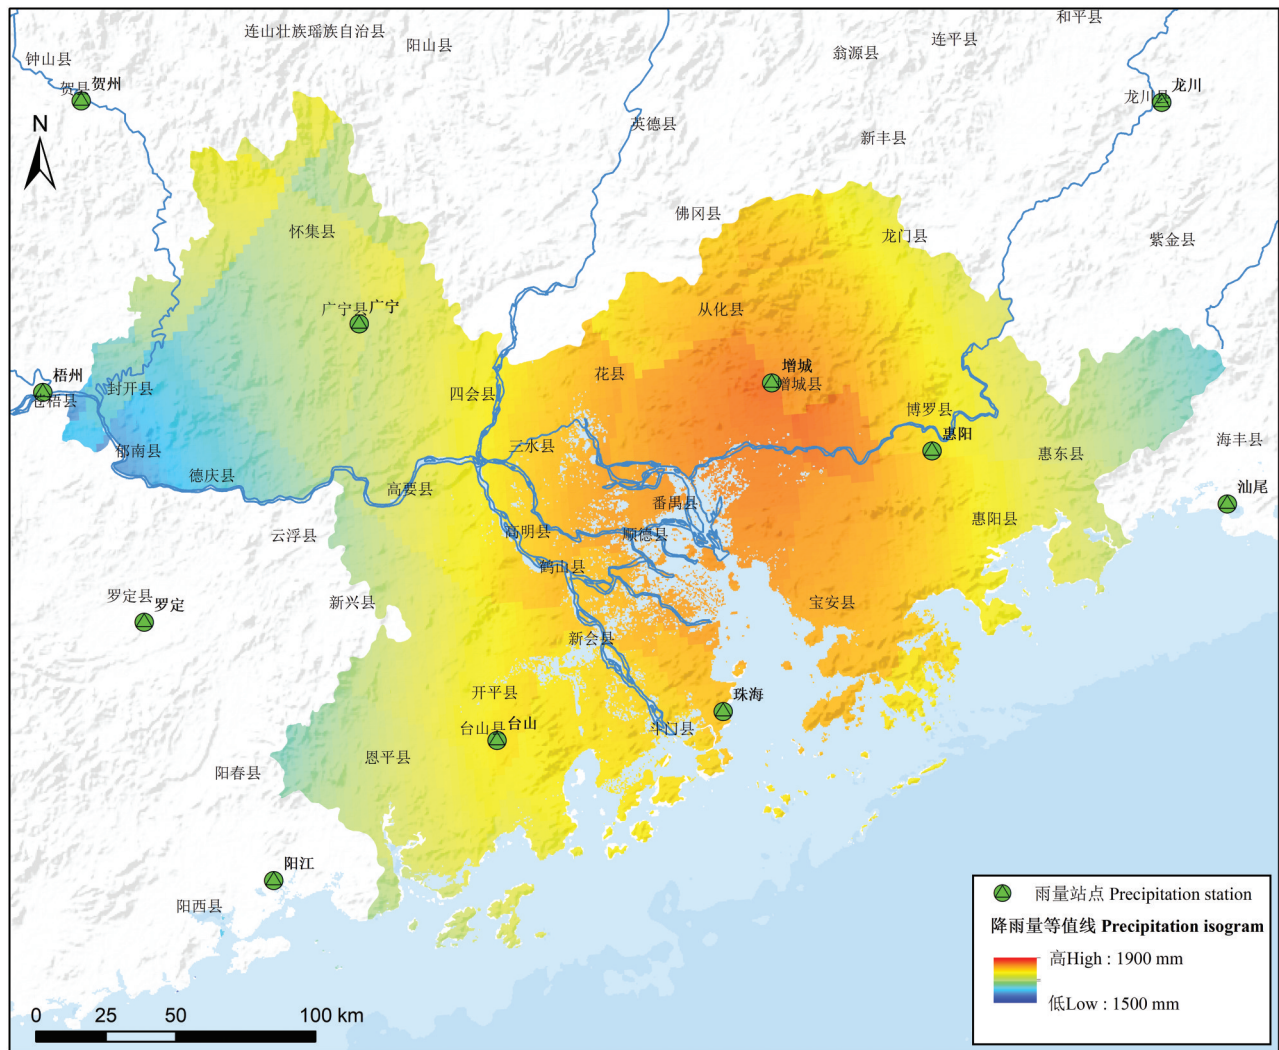 和平县
连山壮族瑶族自治县
阳山县
连平县
翁源县
钟山县
贺县
贺州
龙川县
龙川
N
英德县
新丰县
佛冈县
怀集县
龙门县
紫金县
广宁县
广宁
从化县
梧州
苍梧县
封开县
四会县
花县
增城
增城县
博罗县
惠阳
郁南县
三水县
惠东县
海丰县
德庆县
高要县
汕尾
番禺县
惠阳县
云浮县
高明县
顺德县
鹤山县
罗定县
罗定
新兴县
宝安县
新会县
开平县
珠海
台山县
台山
斗门县
恩平县
阳春县
阳江
阳西县
雨量站点 Precipitation station
降雨量等值线 Precipitation isogram
高High : 1900 mm
低Low : 1500 mm
0 25 50 100 km